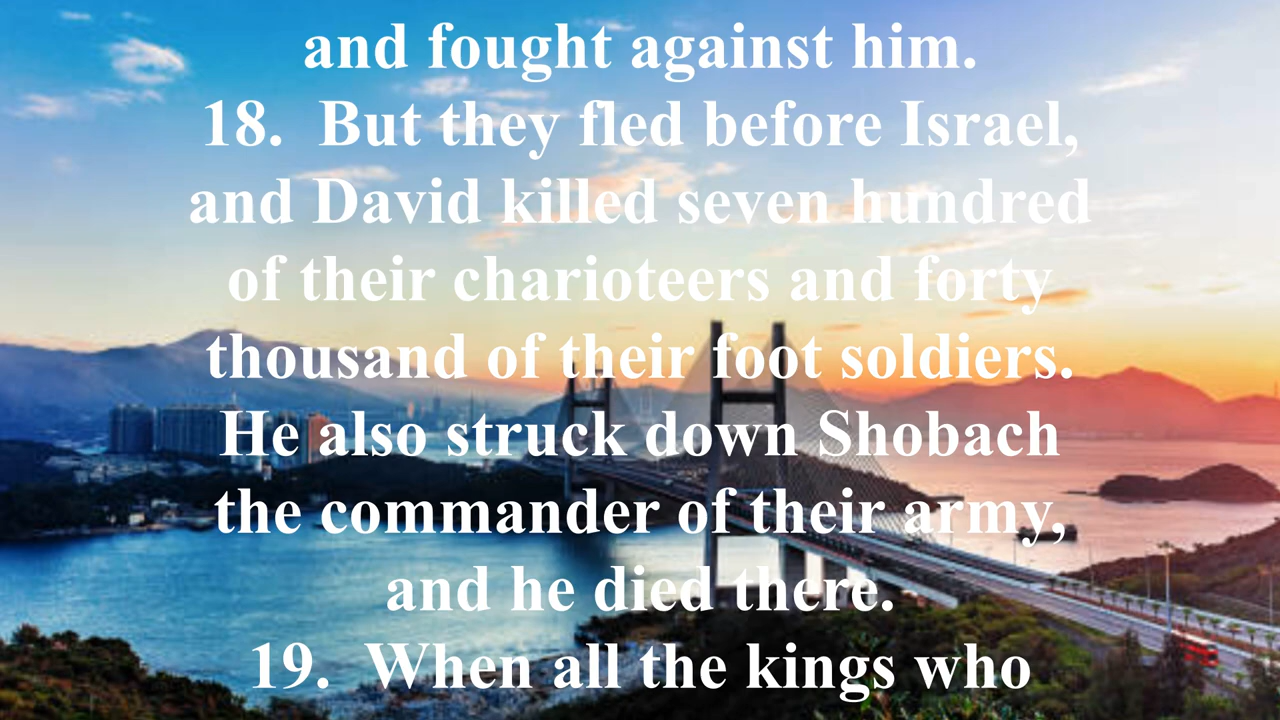 and fought against him.
18.  But they fled before Israel,
and David killed seven hundred
of their charioteers and forty
thousand of their foot soldiers.
He also struck down Shobach
the commander of their army,
and he died there.
19.  When all the kings who